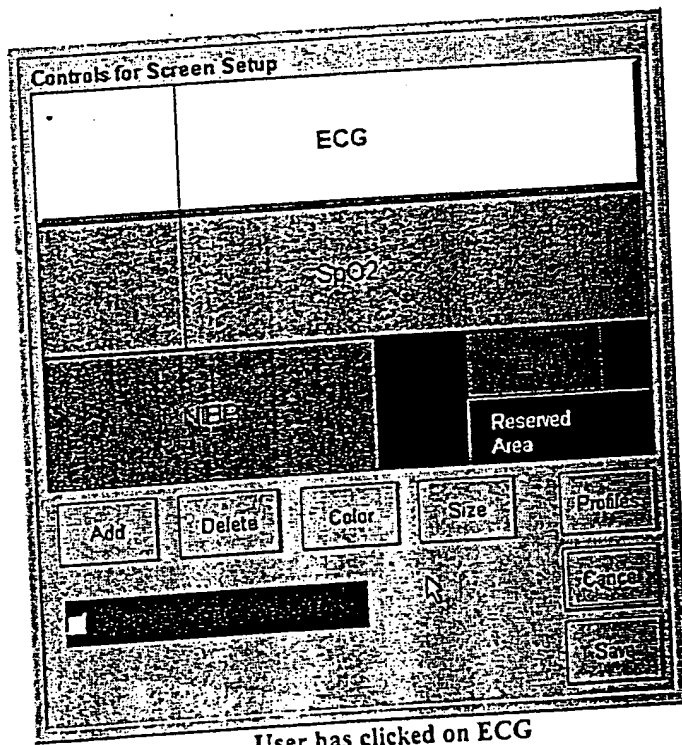 Controls for Screen Setup
ECG
SpO2
NIBP
Reserved
Area
Add
Delete
Color
Size
Profiles
Cancel
Save
User has clicked on ECG